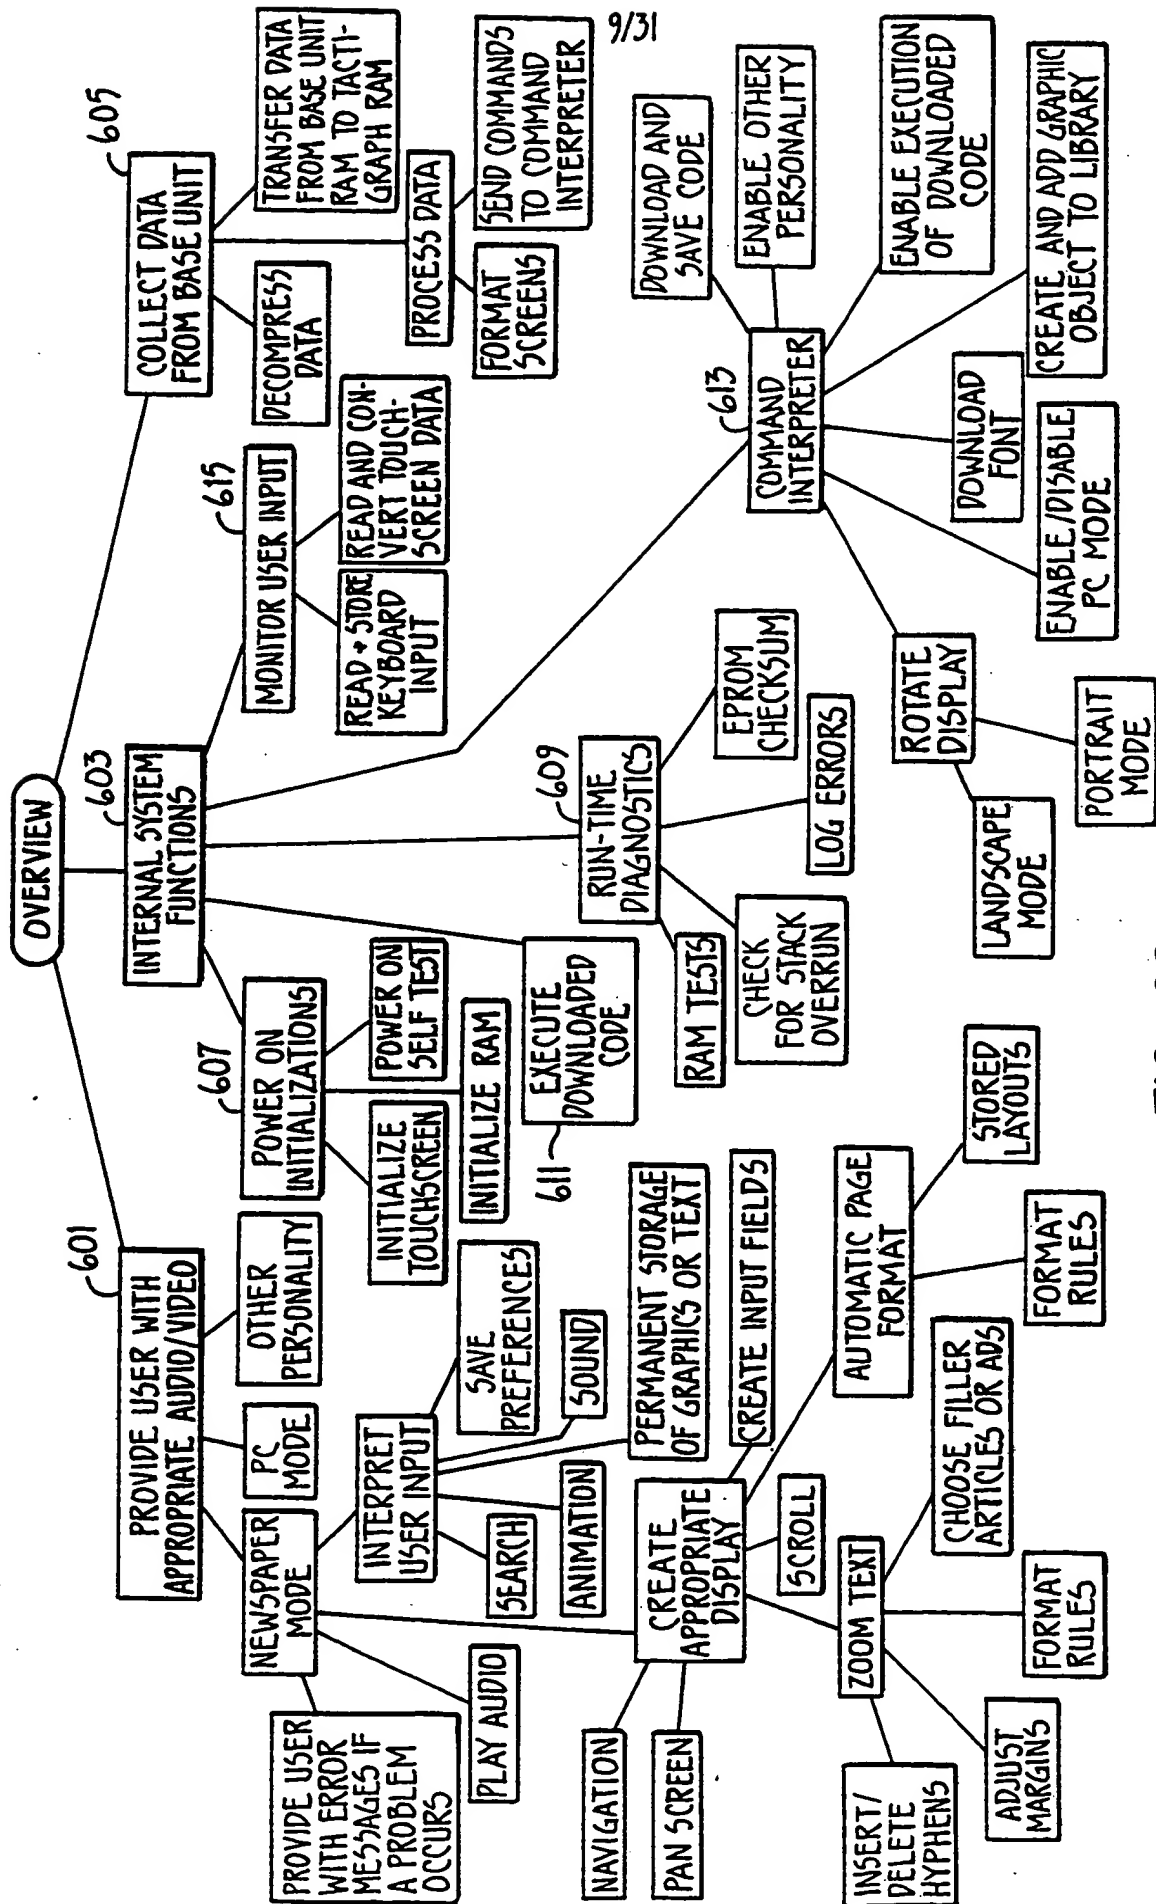 9/31
OVERVIEW
601
PROVIDE USER WITH
APPROPRIATE AUDIO/VIDEO
603
INTERNAL SYSTEM
FUNCTIONS
605
COLLECT DATA
FROM BASE UNIT
NEWSPAPER
MODE
PC
MODE
OTHER
PERSONALITY
607
POWER ON
INITIALIZATIONS
615
MONITOR USER INPUT
DECOMPRESS
DATA
TRANSFER DATA
FROM BASE UNIT
RAM TO TACTI-
GRAPH RAM
PROVIDE USER
WITH ERROR
MESSAGES IF
A PROBLEM
OCCURS
PLAY AUDIO
INTERPRET
USER INPUT
SAVE
PREFERENCES
INITIALIZE
TOUCHSCREEN
POWER ON
SELF TEST
INITIALIZE RAM
READ + STORE
KEYBOARD
INPUT
READ AND CON-
VERT TOUCH-
SCREEN DATA
PROCESS DATA
FORMAT
SCREENS
SEND COMMANDS
TO COMMAND
INTERPRETER
SEARCH
ANIMATION
SOUND
PERMANENT STORAGE
OF GRAPHICS OR TEXT
611
EXECUTE
DOWNLOADED
CODE
609
RUN-TIME
DIAGNOSTICS
RAM TESTS
CHECK
FOR STACK
OVERRUN
LOG ERRORS
EPROM
CHECKSUM
613
COMMAND
INTERPRETER
DOWNLOAD AND
SAVE CODE
ENABLE OTHER
PERSONALITY
ENABLE EXECUTION
OF DOWNLOADED
CODE
CREATE AND ADD GRAPHIC
OBJECT TO LIBRARY
DOWNLOAD
FONT
ENABLE/DISABLE
PC MODE
ROTATE
DISPLAY
LANDSCAPE
MODE
PORTRAIT
MODE
NAVIGATION
PAN SCREEN
CREATE
APPROPRIATE
DISPLAY
CREATE INPUT FIELDS
SCROLL
ZOOM TEXT
AUTOMATIC PAGE
FORMAT
INSERT/
DELETE
HYPHENS
ADJUST
MARGINS
FORMAT
RULES
CHOOSE FILLER
ARTICLES OR ADS
FORMAT
RULES
STORED
LAYOUTS